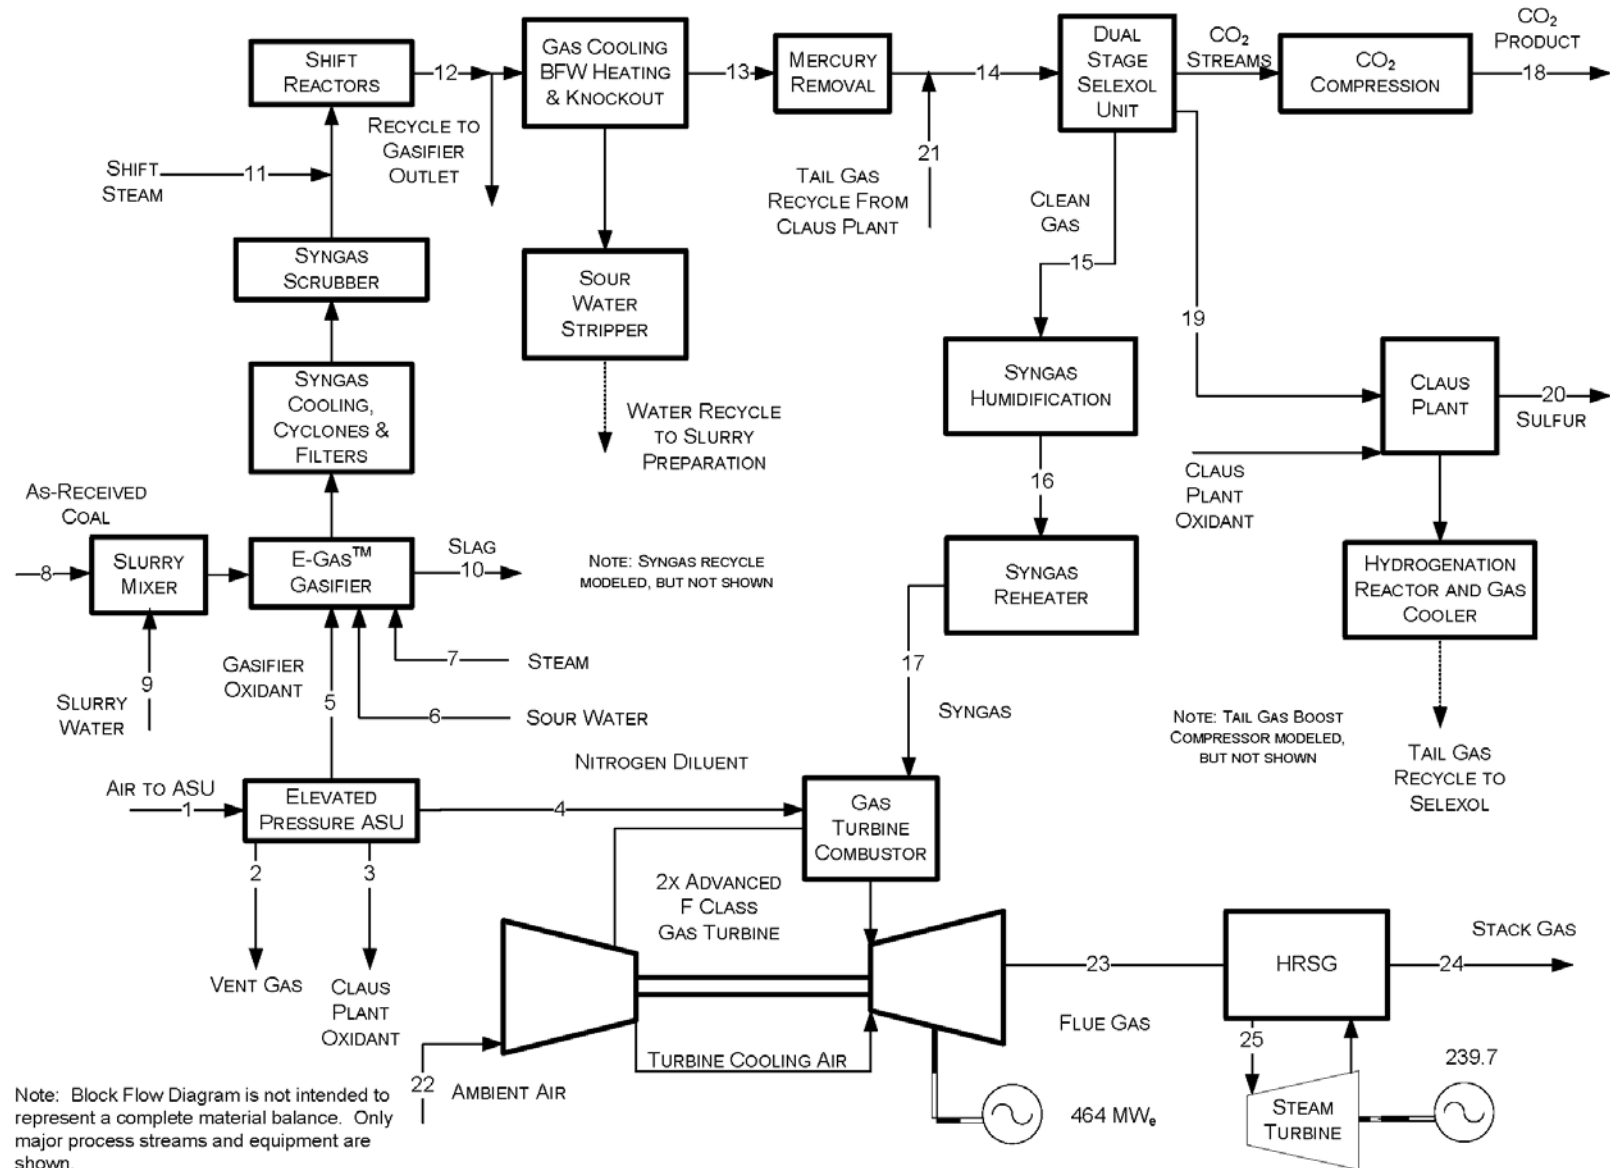 SHIFT
REACTORS
12
GAS COOLING
BFW HEATING
& KNOCKOUT
13
MERCURY
REMOVAL
14
DUAL
STAGE
SELEXOL
UNIT
CO2
STREAMS
CO2
COMPRESSION
CO2
PRODUCT
18
RECYCLE TO
GASIFIER
OUTLET
SHIFT
STEAM
11
21
TAIL GAS
RECYCLE FROM
CLAUS PLANT
CLEAN
GAS
15
SYNGAS
SCRUBBER
SOUR
WATER
STRIPPER
19
SYNGAS
HUMIDIFICATION
CLAUS
PLANT
20
SULFUR
SYNGAS
COOLING,
CYCLONES &
FILTERS
WATER RECYCLE
TO SLURRY
PREPARATION
16
CLAUS
PLANT
OXIDANT
AS-RECEIVED
COAL
8
SLURRY
MIXER
E-GAS™
GASIFIER
SLAG
10
NOTE: SYNGAS RECYCLE
MODELED, BUT NOT SHOWN
SYNGAS
REHEATER
HYDROGENATION
REACTOR AND GAS
COOLER
9
SLURRY
WATER
GASIFIER
OXIDANT
5
7
STEAM
6
SOUR WATER
17
SYNGAS
NOTE: TAIL GAS BOOST
COMPRESSOR MODELED,
BUT NOT SHOWN
TAIL GAS
RECYCLE TO
SELEXOL
AIR TO ASU
1
ELEVATED
PRESSURE ASU
NITROGEN DILUENT
4
GAS
TURBINE
COMBUSTOR
2
3
VENT GAS
CLAUS
PLANT
OXIDANT
2X ADVANCED
F CLASS
GAS TURBINE
23
FLUE GAS
HRSG
STACK GAS
24
TURBINE COOLING AIR
22
AMBIENT AIR
464 MWe
25
STEAM
TURBINE
239.7
Note: Block Flow Diagram is not intended to
represent a complete material balance. Only
major process streams and equipment are
shown.